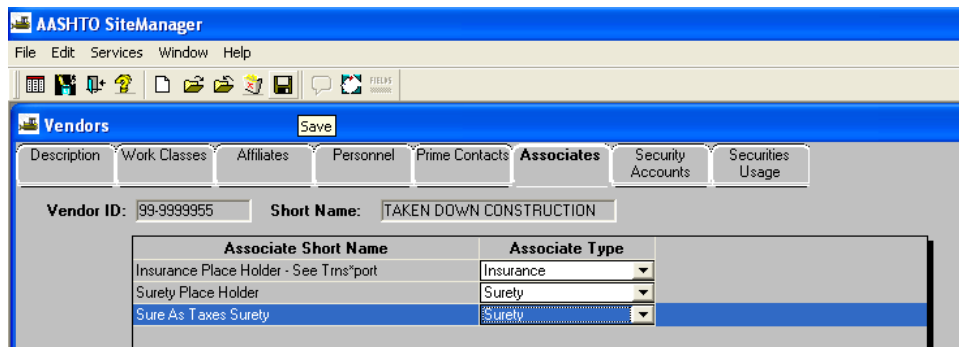 AASHTO SiteManager
File Edit Services Window Help
FIELDS
Vendors
Save
Description Work Classes Affiliates Personnel Prime Contacts Associates Security Accounts Securities Usage
Vendor ID: 99-9999955 Short Name: TAKEN DOWN CONSTRUCTION
Associate Short Name Associate Type
Insurance Place Holder - See Trns*port Insurance
Surety Place Holder Surety
Sure As Taxes Surety Surety